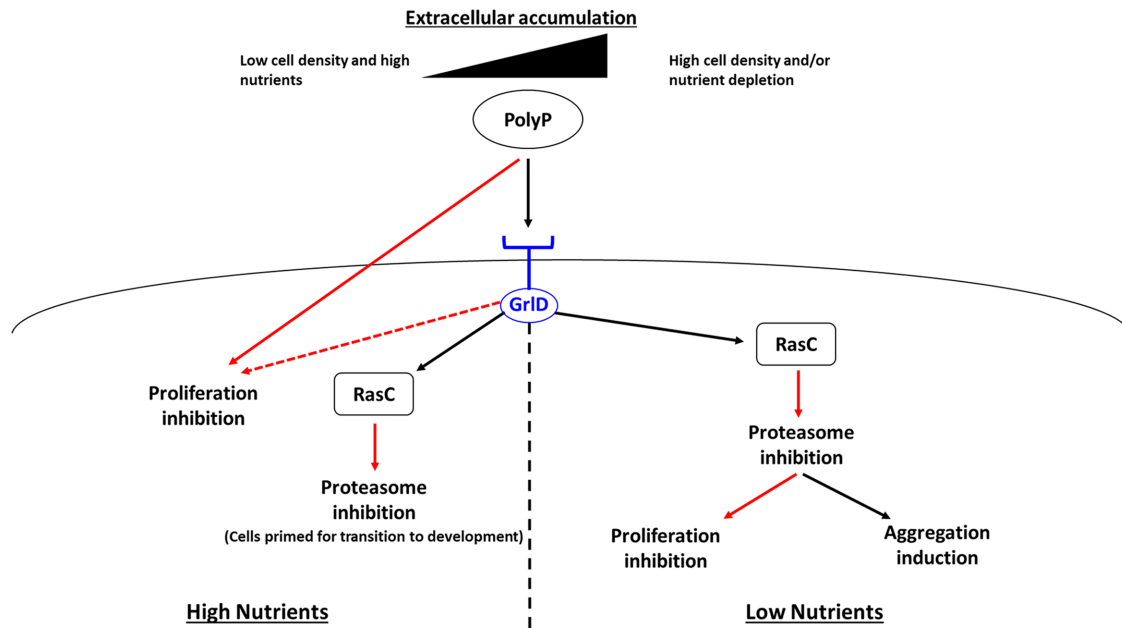 Extracellular accumulation
Low cell density and high
nutrients
High cell density and/or
nutrient depletion
PolyP
GrlD
Proliferation
inhibition
RasC
Proteasome
inhibition
(Cells primed for transition to development)
RasC
Proteasome
inhibition
Proliferation
inhibition
Aggregation
induction
High Nutrients
Low Nutrients